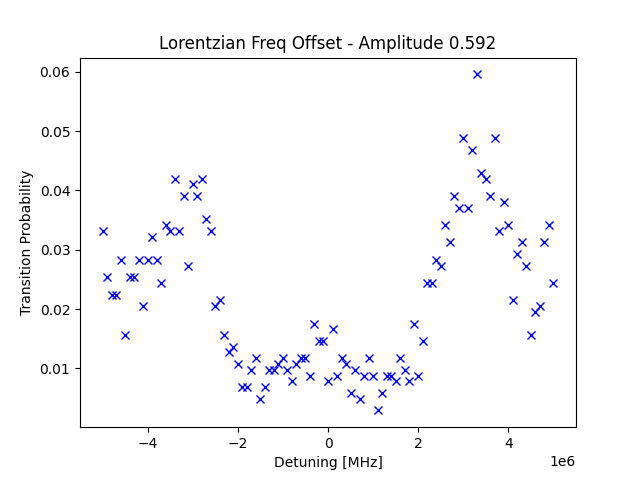 Lorentzian Freq Offset - Amplitude 0.592
Transition Probability
0.06
0.05
0.04
0.03
0.02
0.01
−4
−2
0
2
4
1e6
Detuning [MHz]